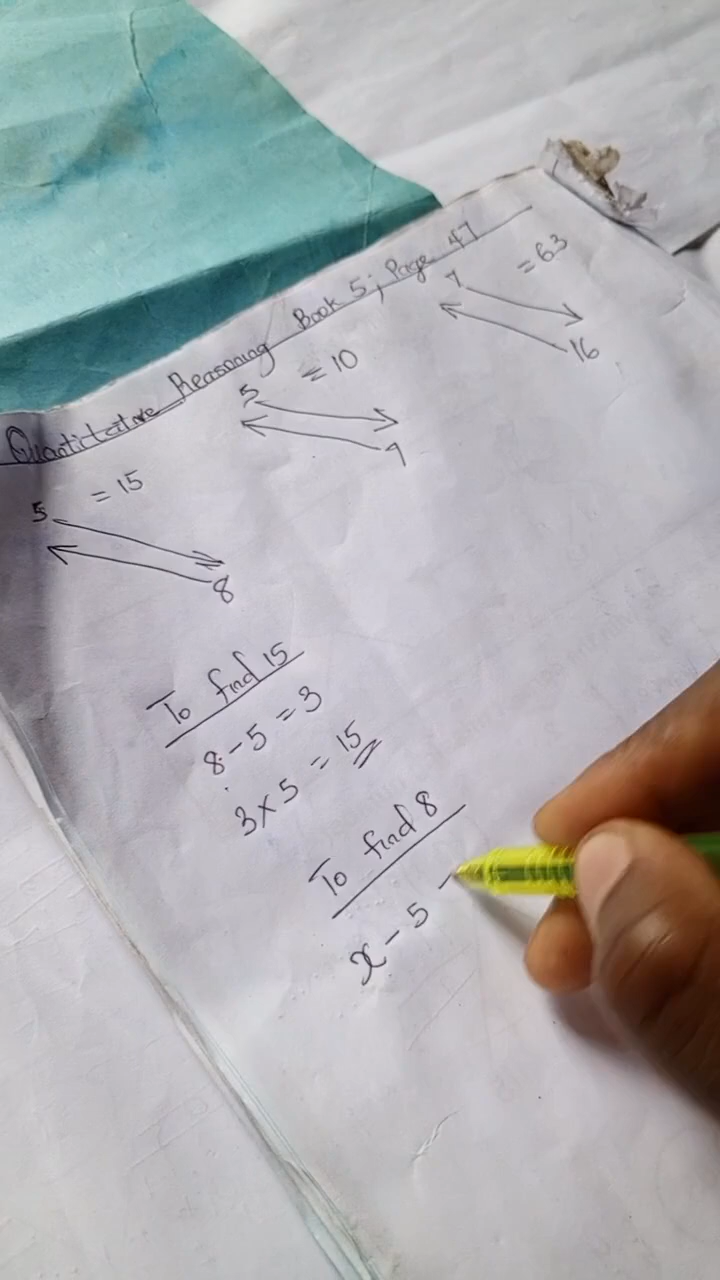 Quantitative Reasoning Book 5; Page 47
5 = 15
8
5 = 10
7
7 = 63
16
To find 15
8 - 5 = 3
3 x 5 = 15
To find 8
x - 5 -